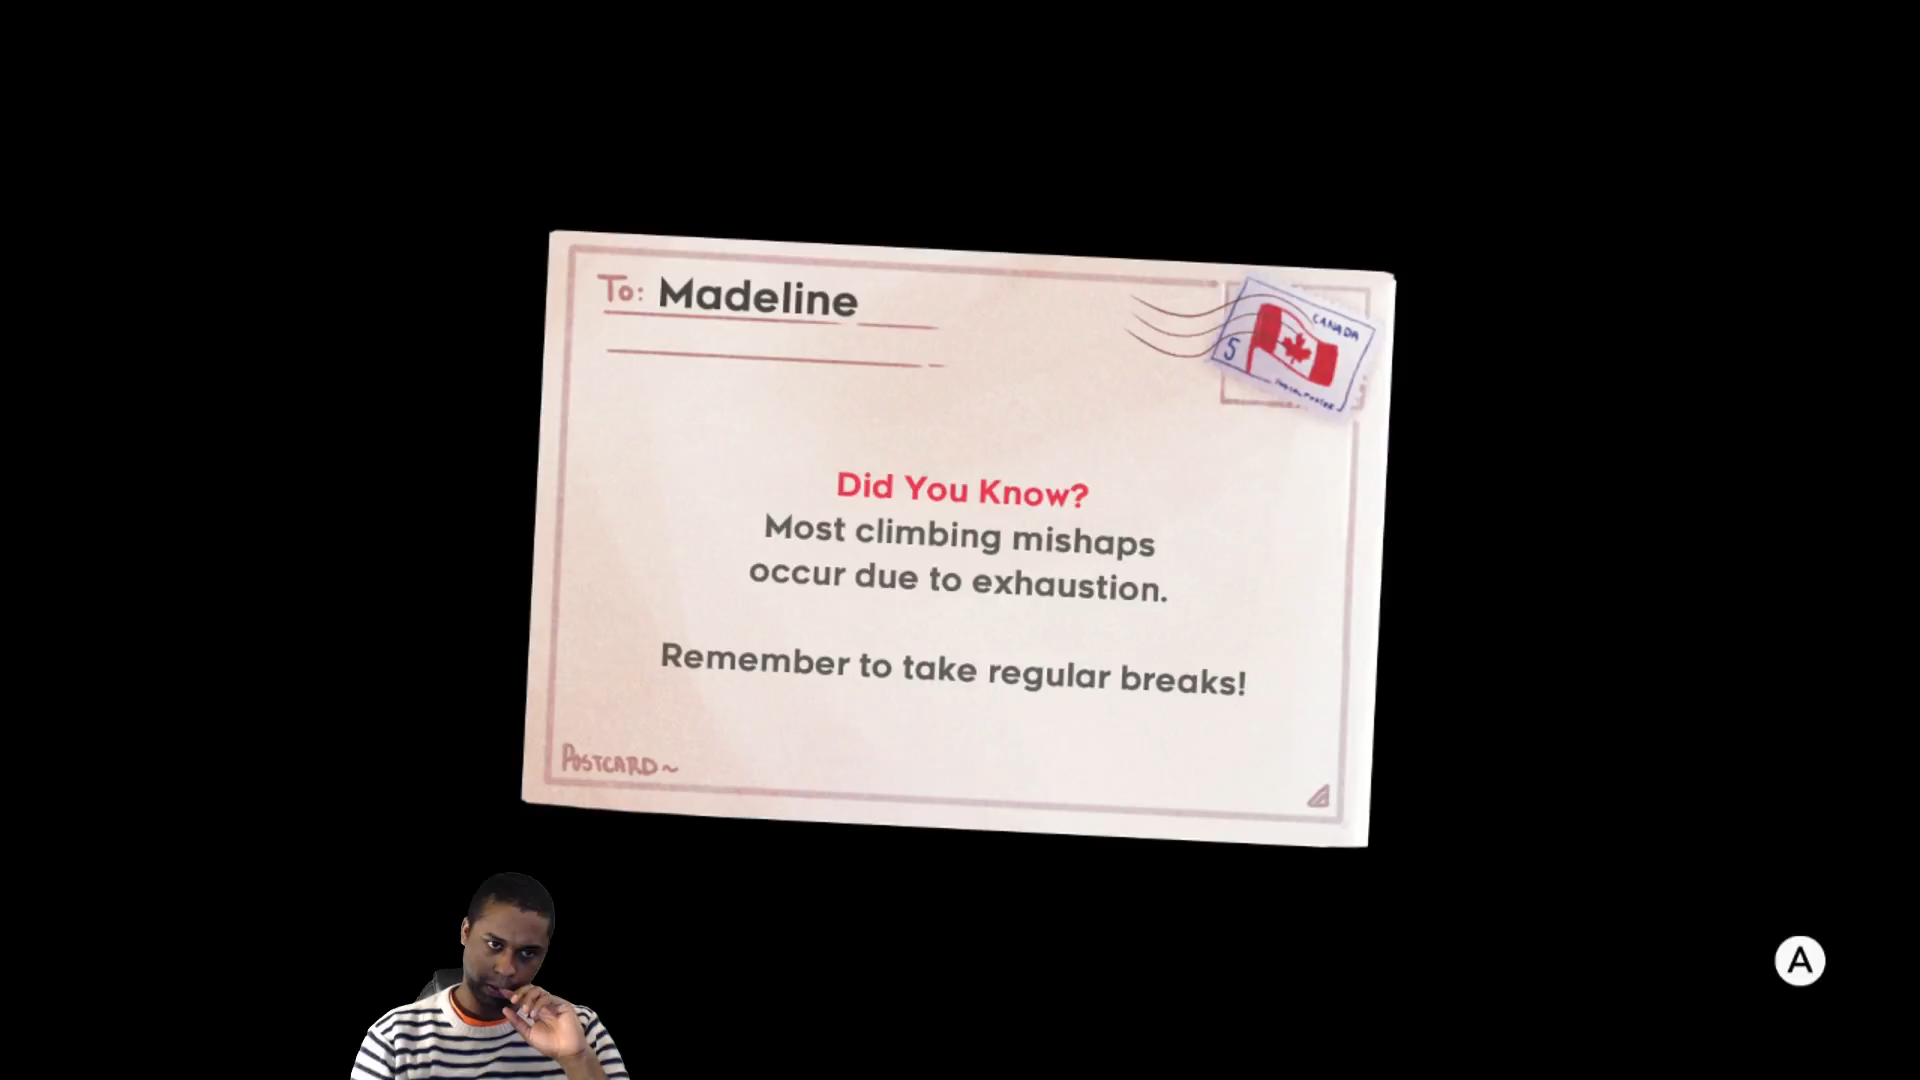 To: Madeline
CANADA
5
Did You Know?
Most climbing mishaps
occur due to exhaustion.
Remember to take regular breaks!
POSTCARD~
A